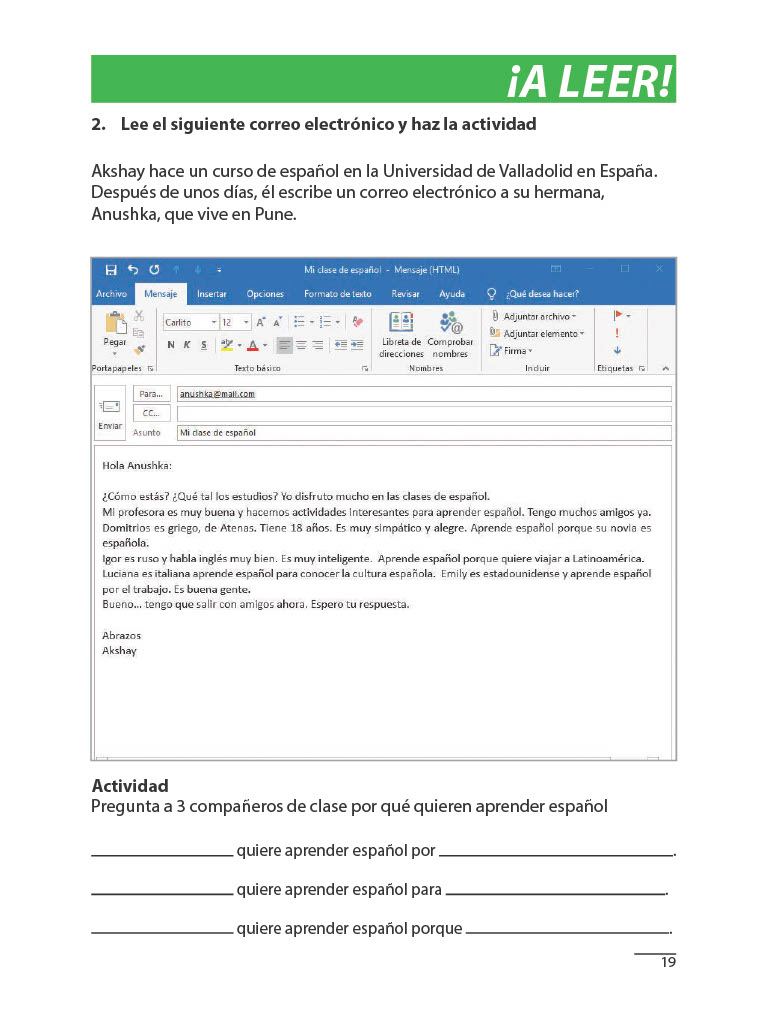 ¡A LEER!
2. Lee el siguiente correo electrónico y haz la actividad
Akshay hace un curso de español en la Universidad de Valladolid en España.
Después de unos días, él escribe un correo electrónico a su hermana,
Anushka, que vive en Pune.
Mi clase de español - Mensaje (HTML)
Archivo Mensaje Insertar Opciones Formato de texto Revisar Ayuda ¿Qué desea hacer?
Pegar
Carlito 12
N K S
Libreta de direcciones
Comprobar nombres
Adjuntar archivo
Adjuntar elemento
Firma
Portapapeles Texto básico Nombres Incluir Etiquetas
Enviar
Para... anushka@mail.com
CC...
Asunto Mi clase de español
Hola Anushka:
¿Cómo estás? ¿Qué tal los estudios? Yo disfruto mucho en las clases de español.
Mi profesora es muy buena y hacemos actividades interesantes para aprender español. Tengo muchos amigos ya.
Domitrios es griego, de Atenas. Tiene 18 años. Es muy simpático y alegre. Aprende español porque su novia es
española.
Igor es ruso y habla inglés muy bien. Es muy inteligente. Aprende español porque quiere viajar a Latinoamérica.
Luciana es italiana aprende español para conocer la cultura española. Emily es estadounidense y aprende español
por el trabajo. Es buena gente.
Bueno... tengo que salir con amigos ahora. Espero tu respuesta.
Abrazos
Akshay
Actividad
Pregunta a 3 compañeros de clase por qué quieren aprender español
quiere aprender español por .
quiere aprender español para .
quiere aprender español porque .
19